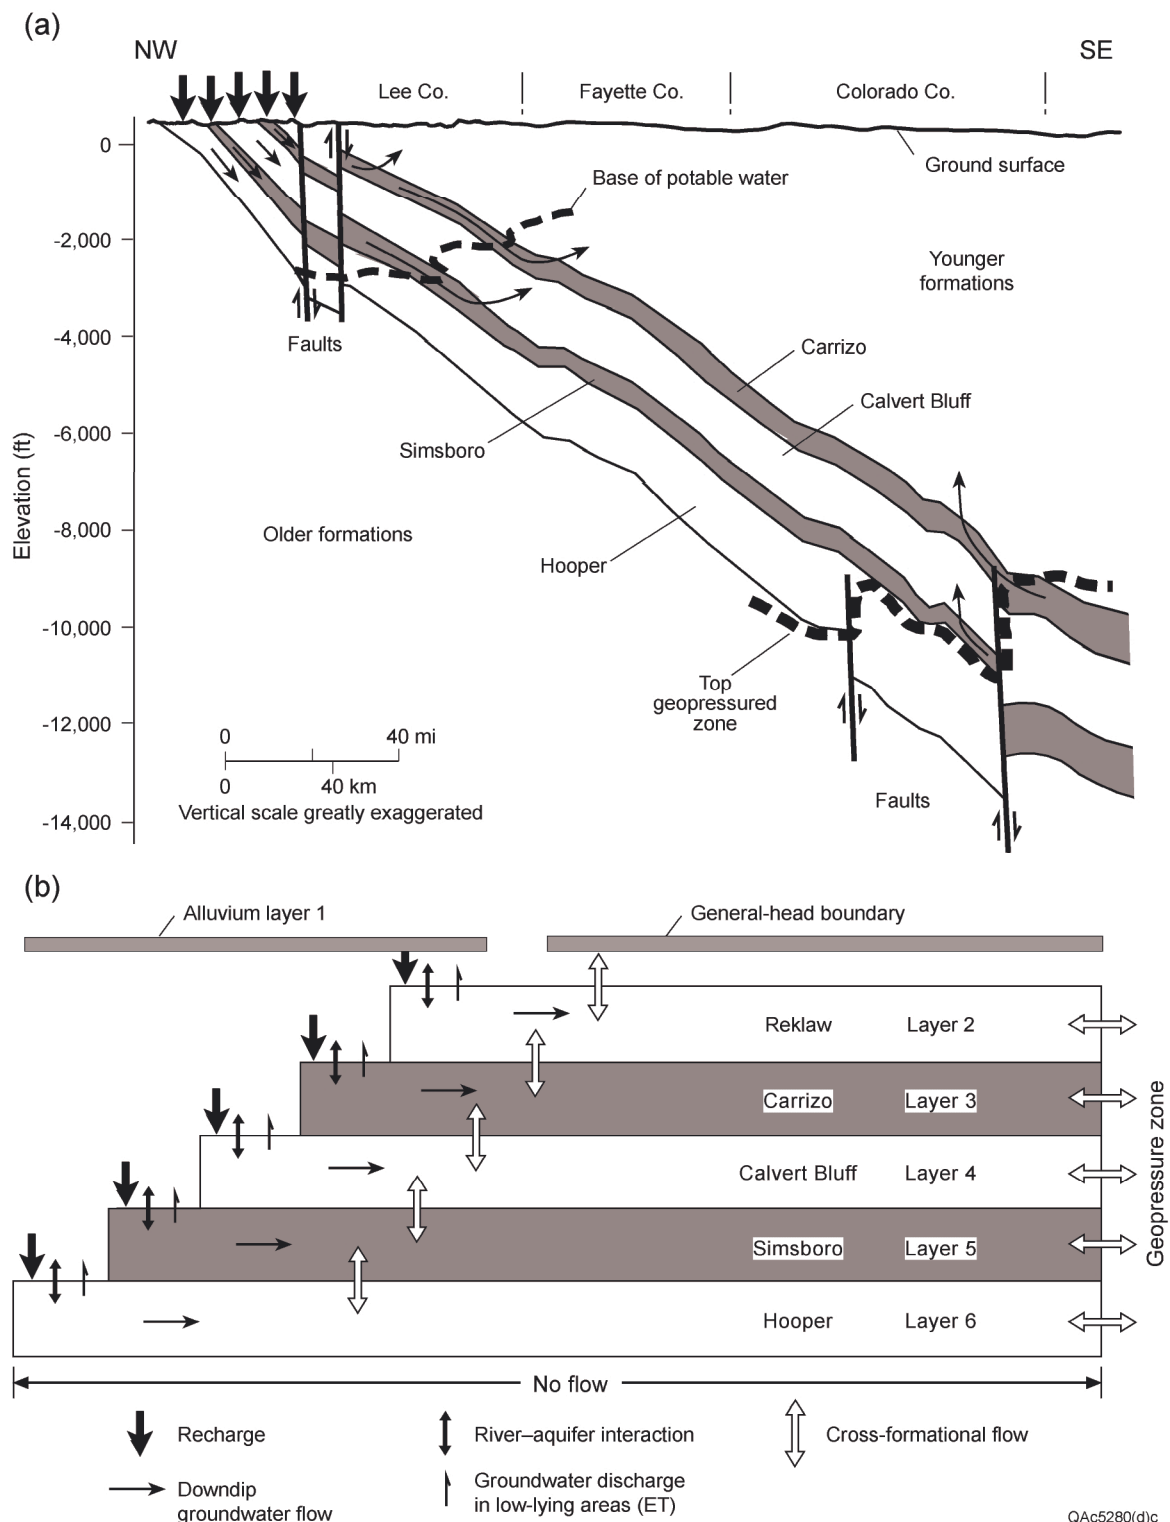 (a)
NW
SE
Lee Co.
Fayette Co.
Colorado Co.
0
Ground surface
Base of potable water
-2,000
Younger
formations
-4,000
Faults
Carrizo
Calvert Bluff
-6,000
Simsboro
Elevation (ft)
-8,000
Older formations
Hooper
-10,000
Top
geopressured
zone
-12,000
0
40 mi
0
40 km
Vertical scale greatly exaggerated
Faults
-14,000
(b)
Alluvium layer 1
General-head boundary
Reklaw
Layer 2
Carrizo
Layer 3
Calvert Bluff
Layer 4
Simsboro
Layer 5
Hooper
Layer 6
Geopressure zone
No flow
Recharge
River–aquifer interaction
Cross-formational flow
Downdip
groundwater flow
Groundwater discharge
in low-lying areas (ET)
QAc5280(d)c